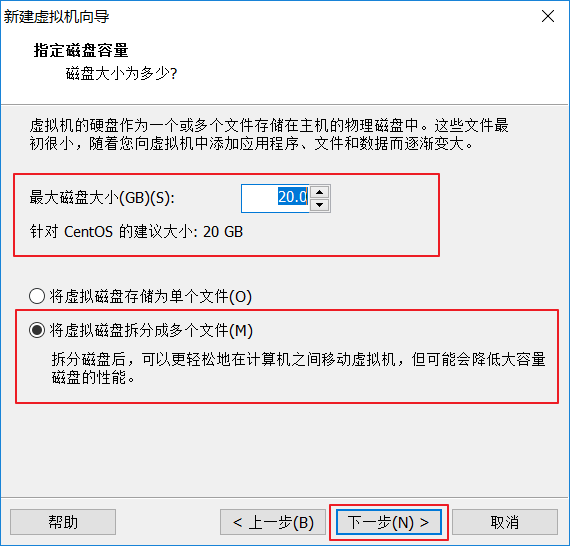 新建虚拟机向导
指定磁盘容量
磁盘大小为多少?
虚拟机的硬盘作为一个或多个文件存储在主机的物理磁盘中。这些文件最
初很小，随着您向虚拟机中添加应用程序、文件和数据而逐渐变大。
最大磁盘大小(GB)(S): 20.0
针对 CentOS 的建议大小: 20 GB
将虚拟磁盘存储为单个文件(O)
将虚拟磁盘拆分成多个文件(M)
拆分磁盘后，可以更轻松地在计算机之间移动虚拟机，但可能会降低大容量
磁盘的性能。
帮助 < 上一步(B) 下一步(N) > 取消